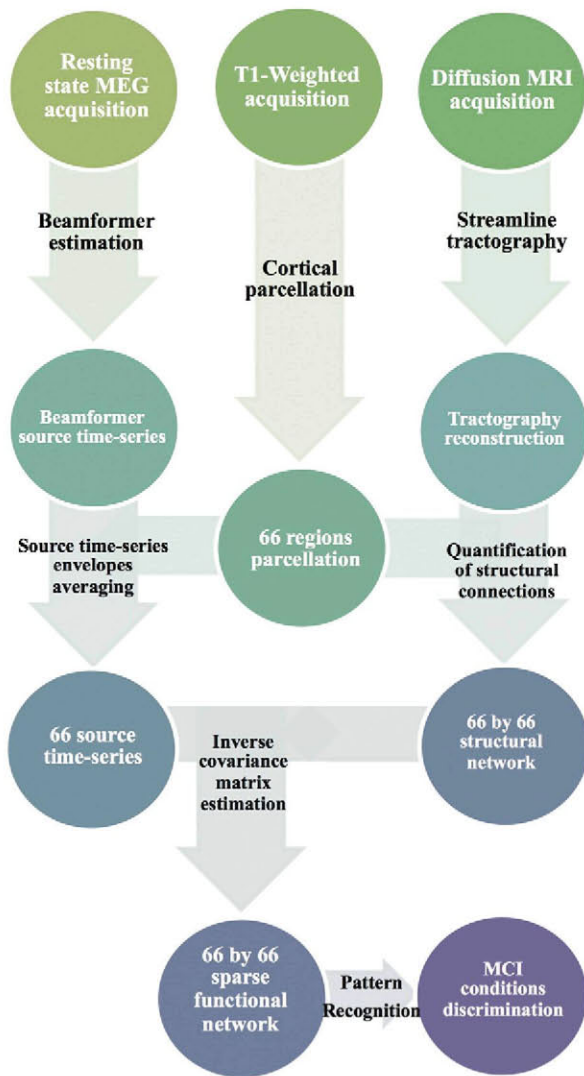 Resting
state MEG
acquisition
T1-Weighted
acquisition
Diffusion MRI
acquisition
Beamformer
estimation
Cortical
parcellation
Streamline
tractography
Beamformer
source time-series
Tractography
reconstruction
66 regions
parcellation
Source time-series
envelopes
averaging
Quantification
of structural
connections
66 source
time-series
Inverse
covariance
matrix
estimation
66 by 66
structural
network
66 by 66
sparse
functional
network
Pattern
Recognition
MCI
conditions
discrimination